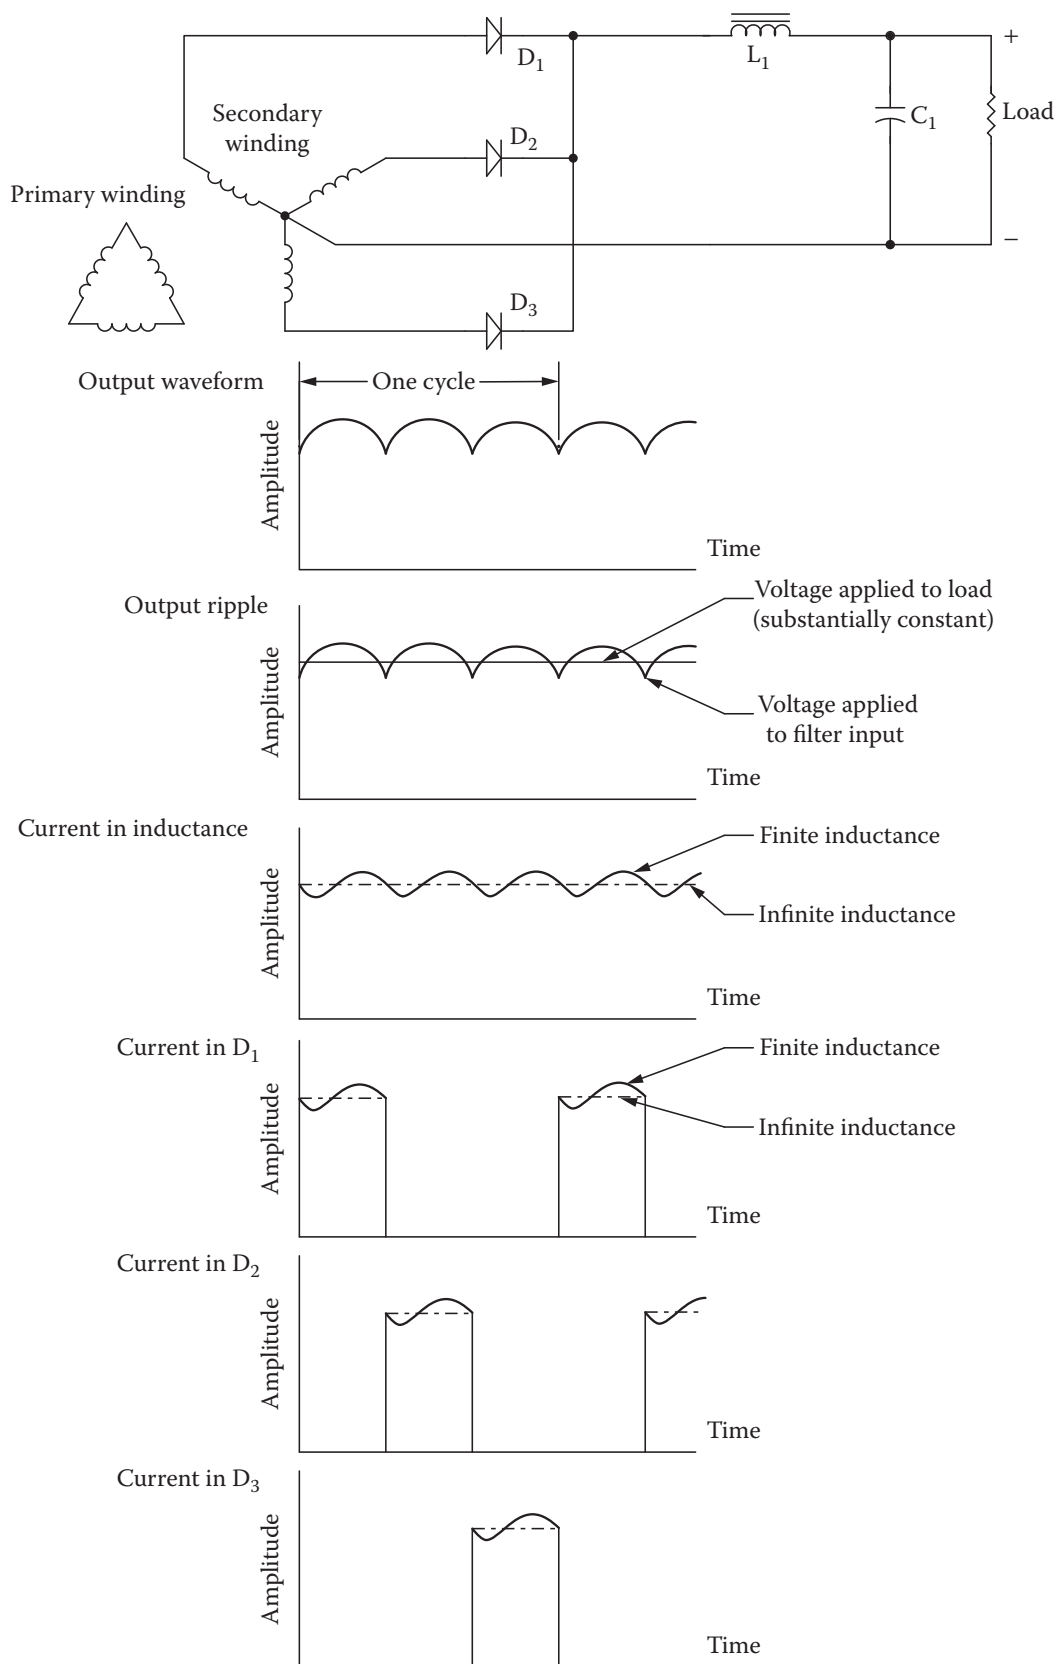 D1
L1
+
Secondary
winding
D2
C1
Load
Primary winding
−
D3
Output waveform
One cycle
Amplitude
Time
Output ripple
Voltage applied to load
(substantially constant)
Amplitude
Voltage applied
to filter input
Time
Current in inductance
Finite inductance
Amplitude
Infinite inductance
Time
Current in D1
Finite inductance
Amplitude
Infinite inductance
Time
Current in D2
Amplitude
Time
Current in D3
Amplitude
Time